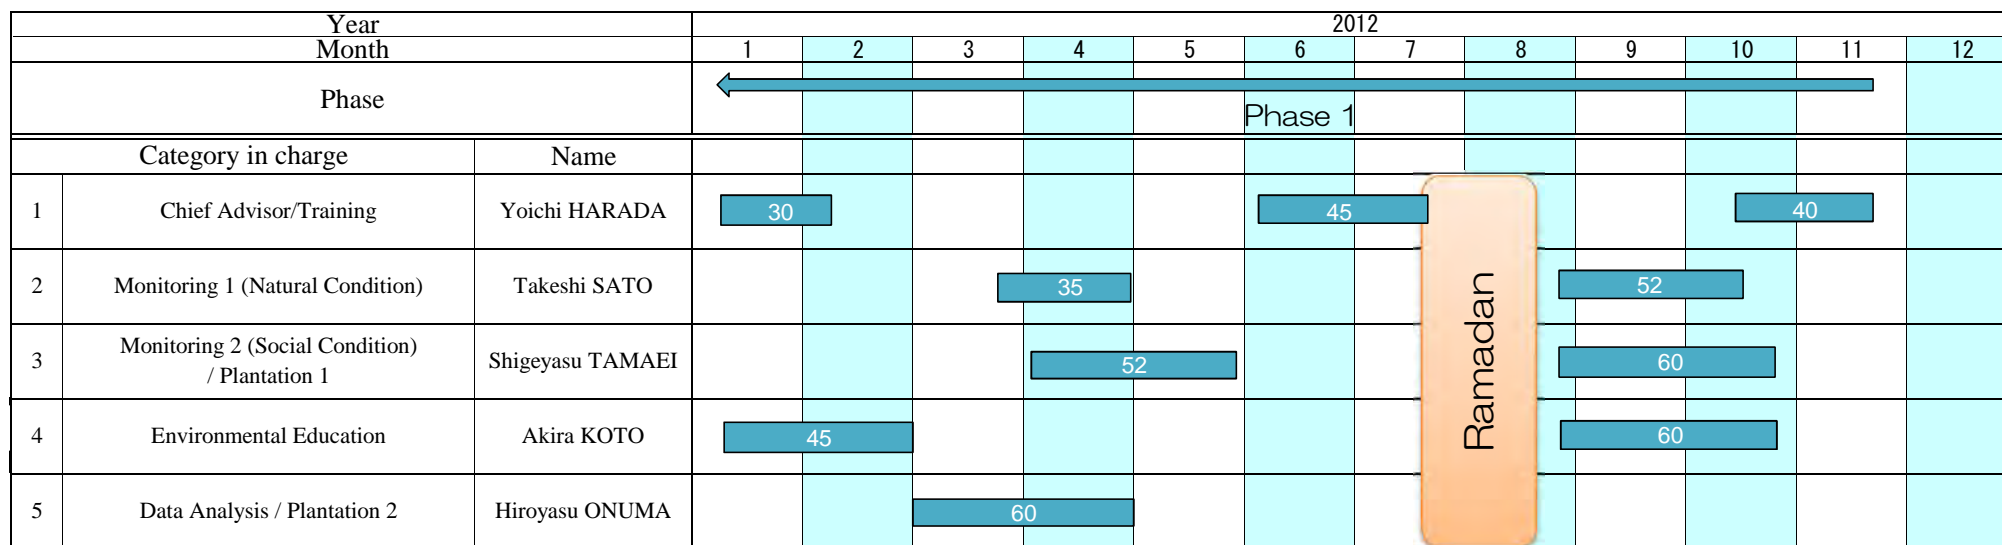 Year 2012
Month 1 2 3 4 5 6 7 8 9 10 11 12
Phase
Phase 1
Category in charge Name
1 Chief Advisor/Training Yoichi HARADA 30 45 40
2 Monitoring 1 (Natural Condition) Takeshi SATO 35 52
3 Monitoring 2 (Social Condition)
/ Plantation 1 Shigeyasu TAMAEI 52 60
4 Environmental Education Akira KOTO 45 60
5 Data Analysis / Plantation 2 Hiroyasu ONUMA 60
Ramadan